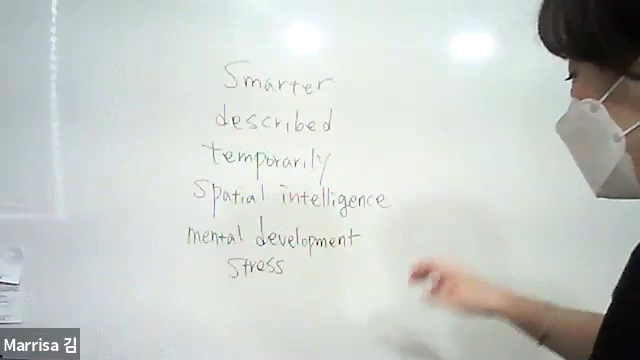 Smarter
described
temporarily
Spatial intelligence
mental development
Stress
Marrisa 김